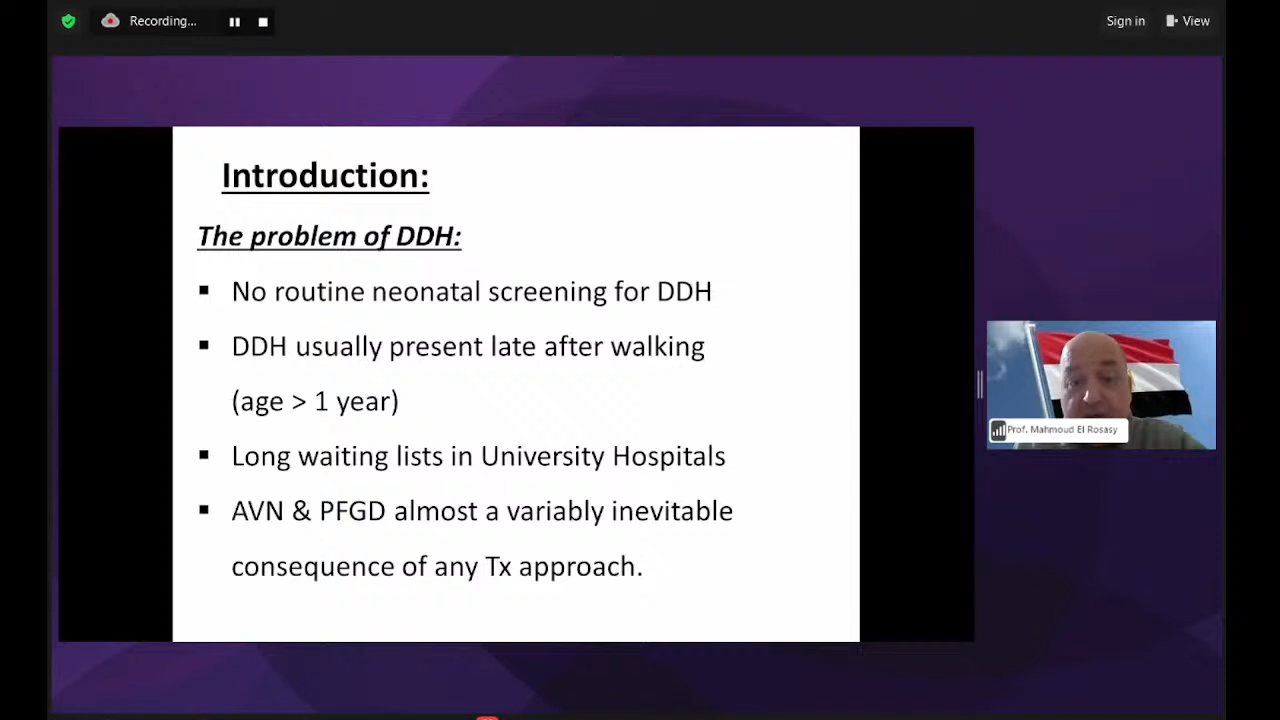 Recording...
Sign in
View
Introduction:
The problem of DDH:
▪ No routine neonatal screening for DDH
▪ DDH usually present late after walking
(age > 1 year)
▪ Long waiting lists in University Hospitals
▪ AVN & PFGD almost a variably inevitable
consequence of any Tx approach.
Prof. Mahmoud El Rosasy